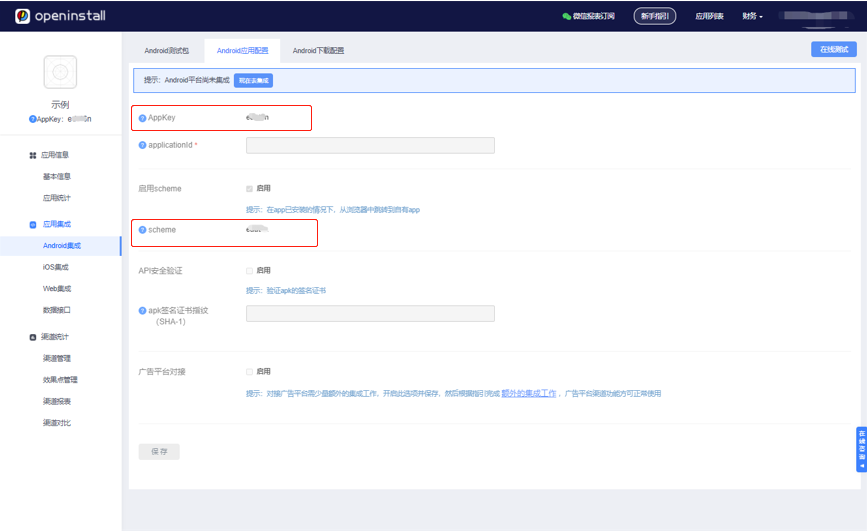 openinstall
微信报表订阅
新手指引
应用列表
财务
Android测试包
Android应用配置
Android下载配置
在线测试
示例
AppKey:
提示: Android平台尚未集成
现在去集成
AppKey
applicationId *
应用信息
基本信息
应用统计
应用集成
Android集成
iOS集成
Web集成
数据接口
渠道统计
渠道管理
效果点管理
渠道报表
渠道对比
启用scheme
启用
提示: 在app已安装的情况下，从浏览器中跳转到自有app
scheme
API安全验证
启用
提示: 验证apk的签名证书
apk签名证书指纹
(SHA-1)
广告平台对接
启用
提示: 对接广告平台需少量额外的集成工作，开启此选项并保存，然后根据指引完成 额外的集成工作 ，广告平台渠道功能方可正常使用
保 存
在线咨询